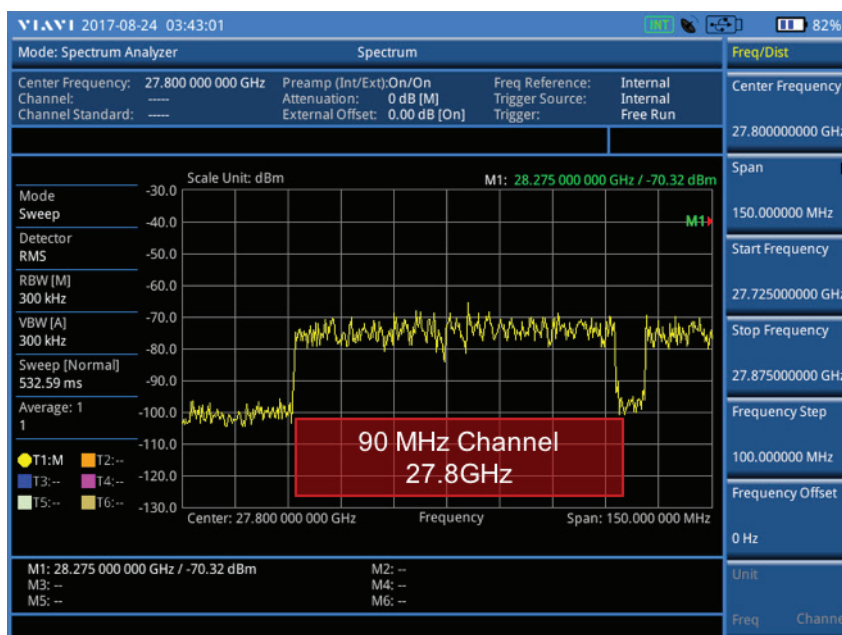 VIAVI 2017-08-24 03:43:01 INT 82%
Mode: Spectrum Analyzer Spectrum Freq/Dist
Center Frequency: 27.800 000 000 GHz Preamp (Int/Ext):On/On Freq Reference: Internal
Channel: ----- Attenuation: 0 dB [M] Trigger Source: Internal
Channel Standard: ----- External Offset: 0.00 dB [On] Trigger: Free Run
Center Frequency
27.800000000 GHz
Span
150.000000 MHz
Start Frequency
27.725000000 GHz
Stop Frequency
27.875000000 GHz
Frequency Step
100.000000 MHz
Frequency Offset
0 Hz
Unit
Freq Channe
Mode
Sweep
Detector
RMS
RBW [M]
300 kHz
VBW [A]
300 kHz
Sweep [Normal]
532.59 ms
Average: 1
1
T1:M T2:--
T3:-- T4:--
T5:-- T6:--
Scale Unit: dBm M1: 28.275 000 000 GHz / -70.32 dBm
-30.0
-40.0
M1
-50.0
-60.0
-70.0
-80.0
-90.0
-100.0
-110.0
-120.0
-130.0
90 MHz Channel
27.8GHz
Center: 27.800 000 000 GHz Frequency Span: 150.000 000 MHz
M1: 28.275 000 000 GHz / -70.32 dBm M2: --
M3: -- M4: --
M5: -- M6: --